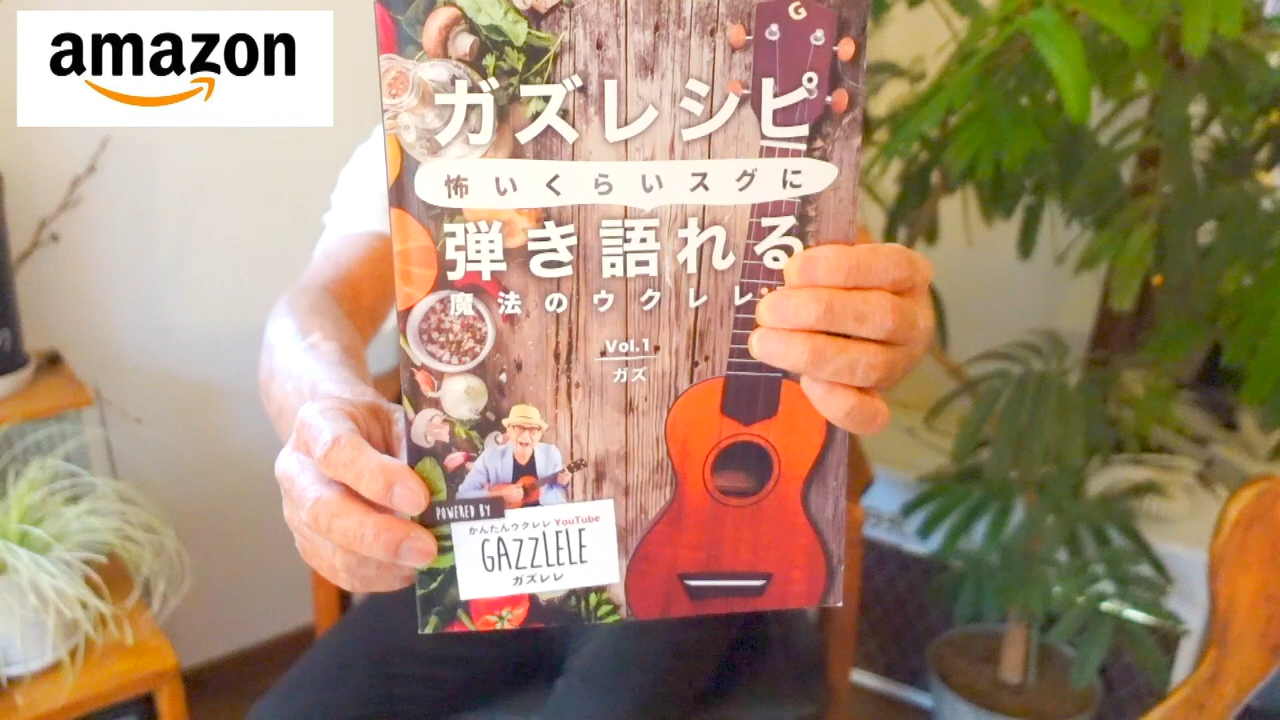 amazon
G
ガズレシピ
怖いくらいスグに
弾き語れる
魔法のウクレレ
Vol.1
ガズ
POWERED BY
かんたんウクレレ YouTube
GAZZLELE
ガズレレ